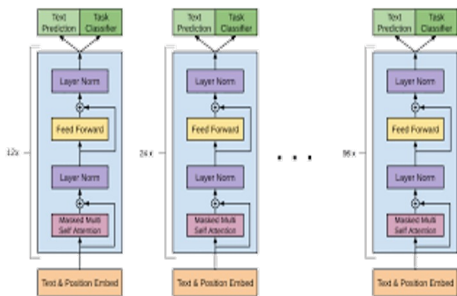 Text Prediction
Task Classifier
Layer Norm
Feed Forward
12x
Layer Norm
Masked Multi Self Attention
Text & Position Embed
Text Prediction
Task Classifier
Layer Norm
Feed Forward
24x
Layer Norm
Masked Multi Self Attention
Text & Position Embed
. . .
Text Prediction
Task Classifier
Layer Norm
Feed Forward
96x
Layer Norm
Masked Multi Self Attention
Text & Position Embed